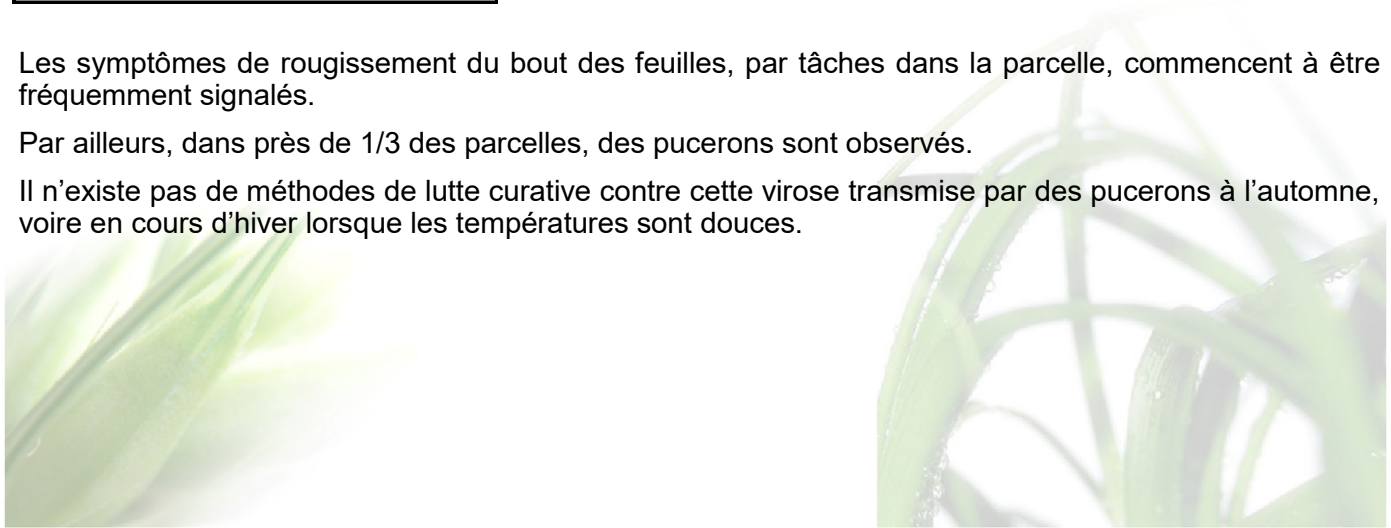 Les symptômes de rougissement du bout des feuilles, par tâches dans la parcelle, commencent à être
fréquemment signalés.
Par ailleurs, dans près de 1/3 des parcelles, des pucerons sont observés.
Il n’existe pas de méthodes de lutte curative contre cette virose transmise par des pucerons à l’automne,
voire en cours d’hiver lorsque les températures sont douces.